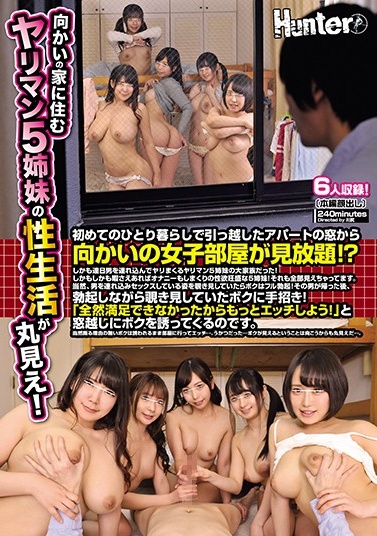 Hunter
向かいの家に住む
ヤリマン5姉妹の性生活が
丸見え!
6人収録!
[本編顔出し]
240minutes
初めてのひとり暮らしで引っ越したアパートの窓から
向かいの女子部屋が見放題!?
しかも連日男を連れ込んでヤリまくるヤリマン5姉妹の大家族だった!
しかもしかも暇さえあればオナニーもしまくりの性欲旺盛な5姉妹!それも全部見えちゃってます。
当然、男を連れ込みセックスしている姿を覗き見していたらボクはフル勃起!その男が帰った後、
勃起しながら覗き見していたボクに手招き!
「全然満足できなかったからもっとエッチしよう!」と
窓越しにボクを誘ってくるのです。